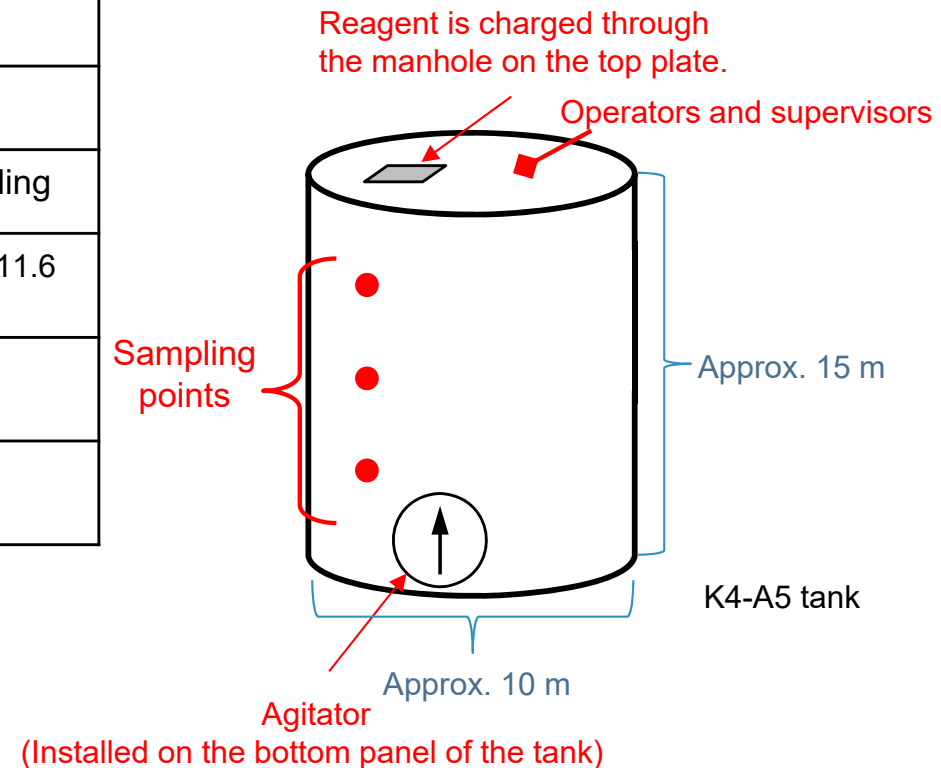 Reagent is charged through
the manhole on the top plate.
Operators and supervisors
ling
11.6
Sampling
points
Approx. 15 m
K4-A5 tank
Approx. 10 m
Agitator
(Installed on the bottom panel of the tank)